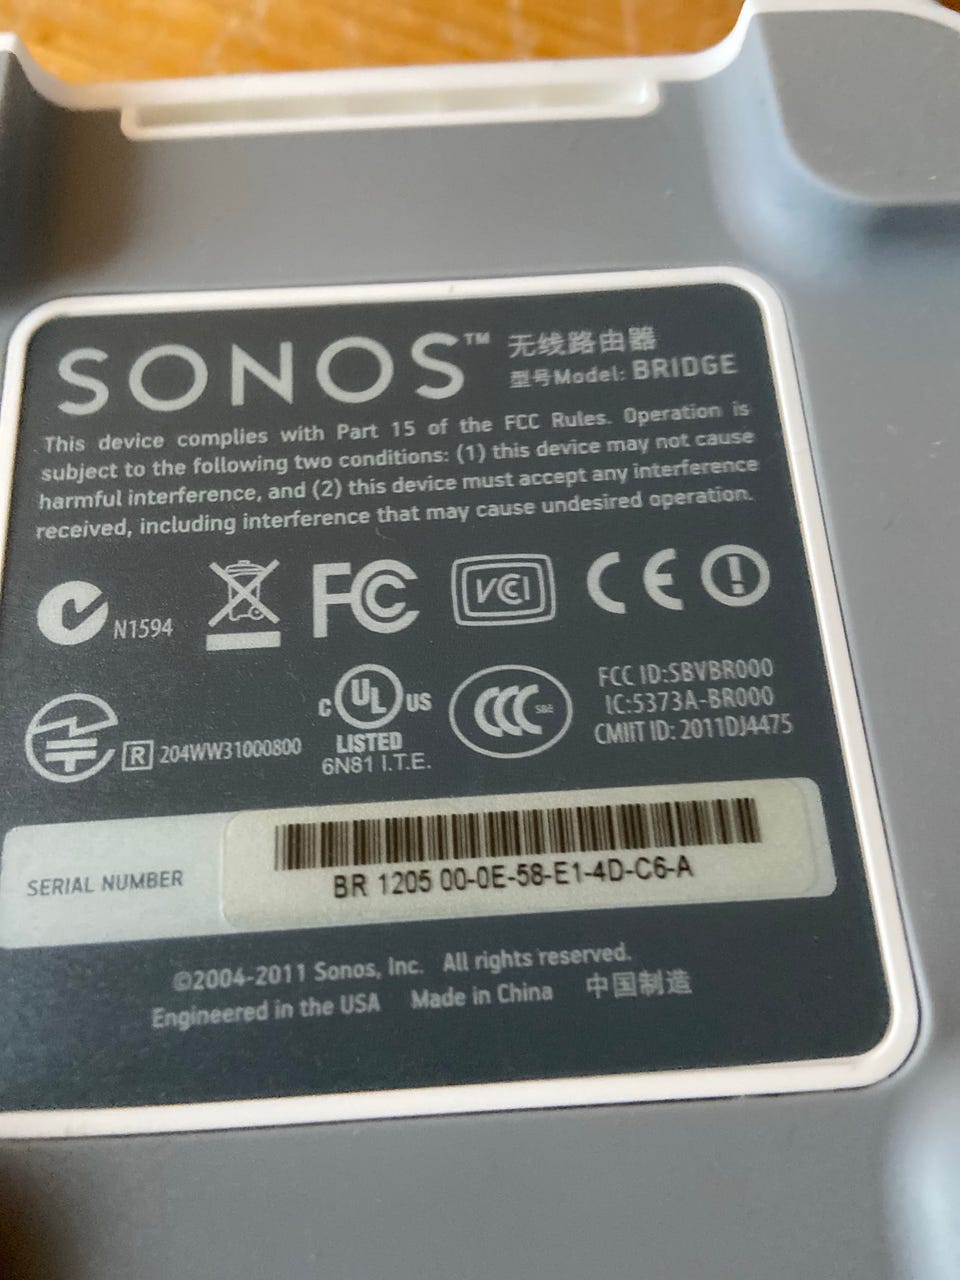 SONOS™ 无线路由器
型号Model: BRIDGE
This device complies with Part 15 of the FCC Rules. Operation is
subject to the following two conditions: (1) this device may not cause
harmful interference, and (2) this device must accept any interference
received, including interference that may cause undesired operation.
N1594 FC VCI CE !
FCC ID:SBVBR000
IC:5373A-BR000
CMIIT ID: 2011DJ4475
R 204WW31000800
C UL US
LISTED
6N81 I.T.E.
CCC S&E
SERIAL NUMBER
BR 1205 00-0E-58-E1-4D-C6-A
©2004-2011 Sonos, Inc. All rights reserved.
Engineered in the USA Made in China 中国制造